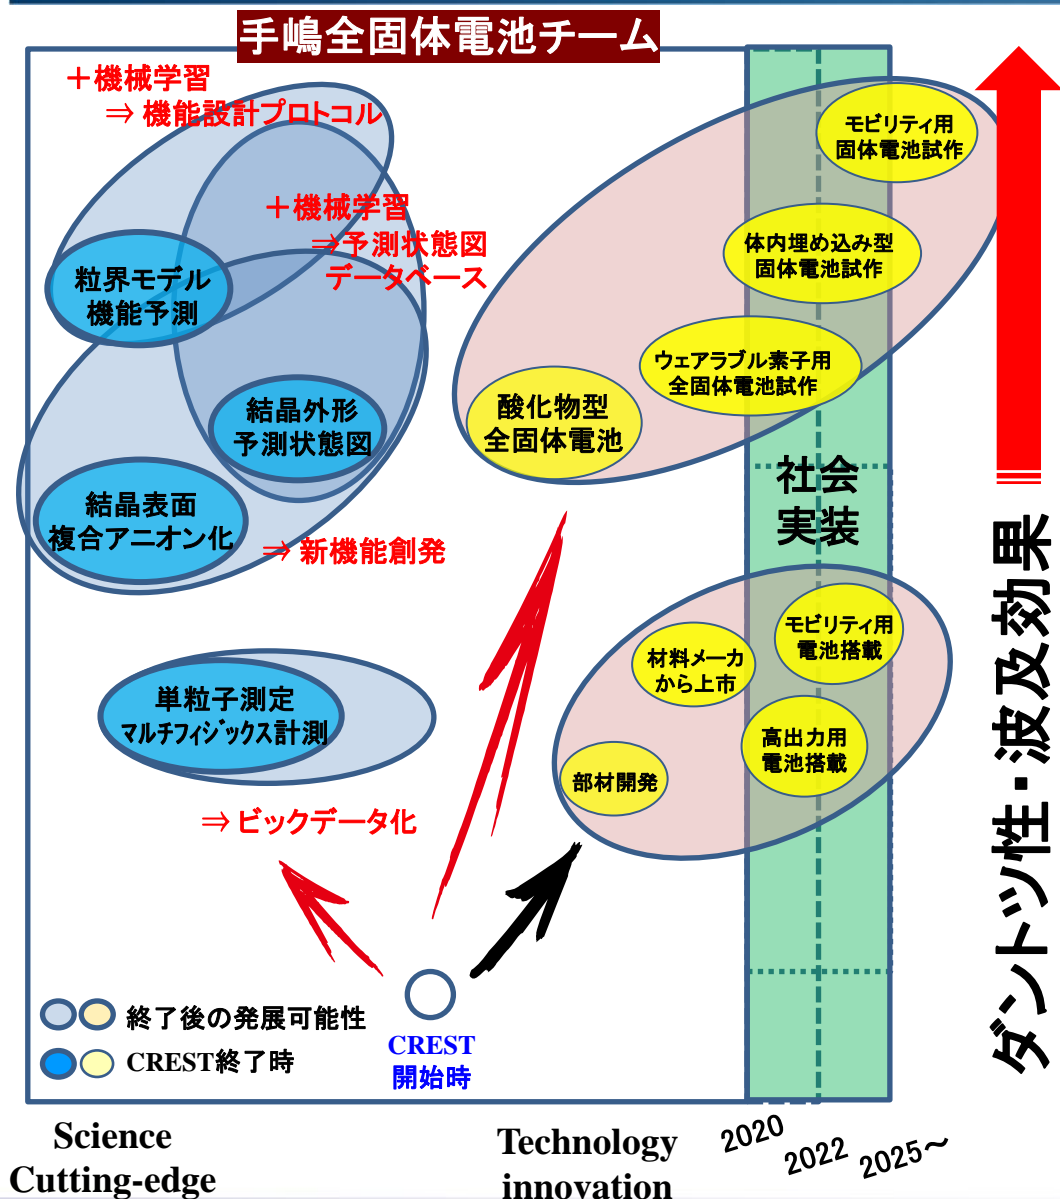 手嶋全固体電池チーム
＋機械学習
⇒ 機能設計プロトコル
＋機械学習
⇒予測状態図
データベース
粒界モデル
機能予測
結晶外形
予測状態図
結晶表面
複合アニオン化
⇒ 新機能創発
単粒子測定
マルチフィジックス計測
⇒ ビックデータ化
モビリティ用
固体電池試作
体内埋め込み型
固体電池試作
ウェアラブル素子用
全固体電池試作
酸化物型
全固体電池
社会
実装
モビリティ用
電池搭載
材料メーカ
から上市
高出力用
電池搭載
部材開発
ダントツ性・波及効果
終了後の発展可能性
CREST終了時
CREST
開始時
Science
Cutting-edge
Technology
innovation
2020
2022
2025～